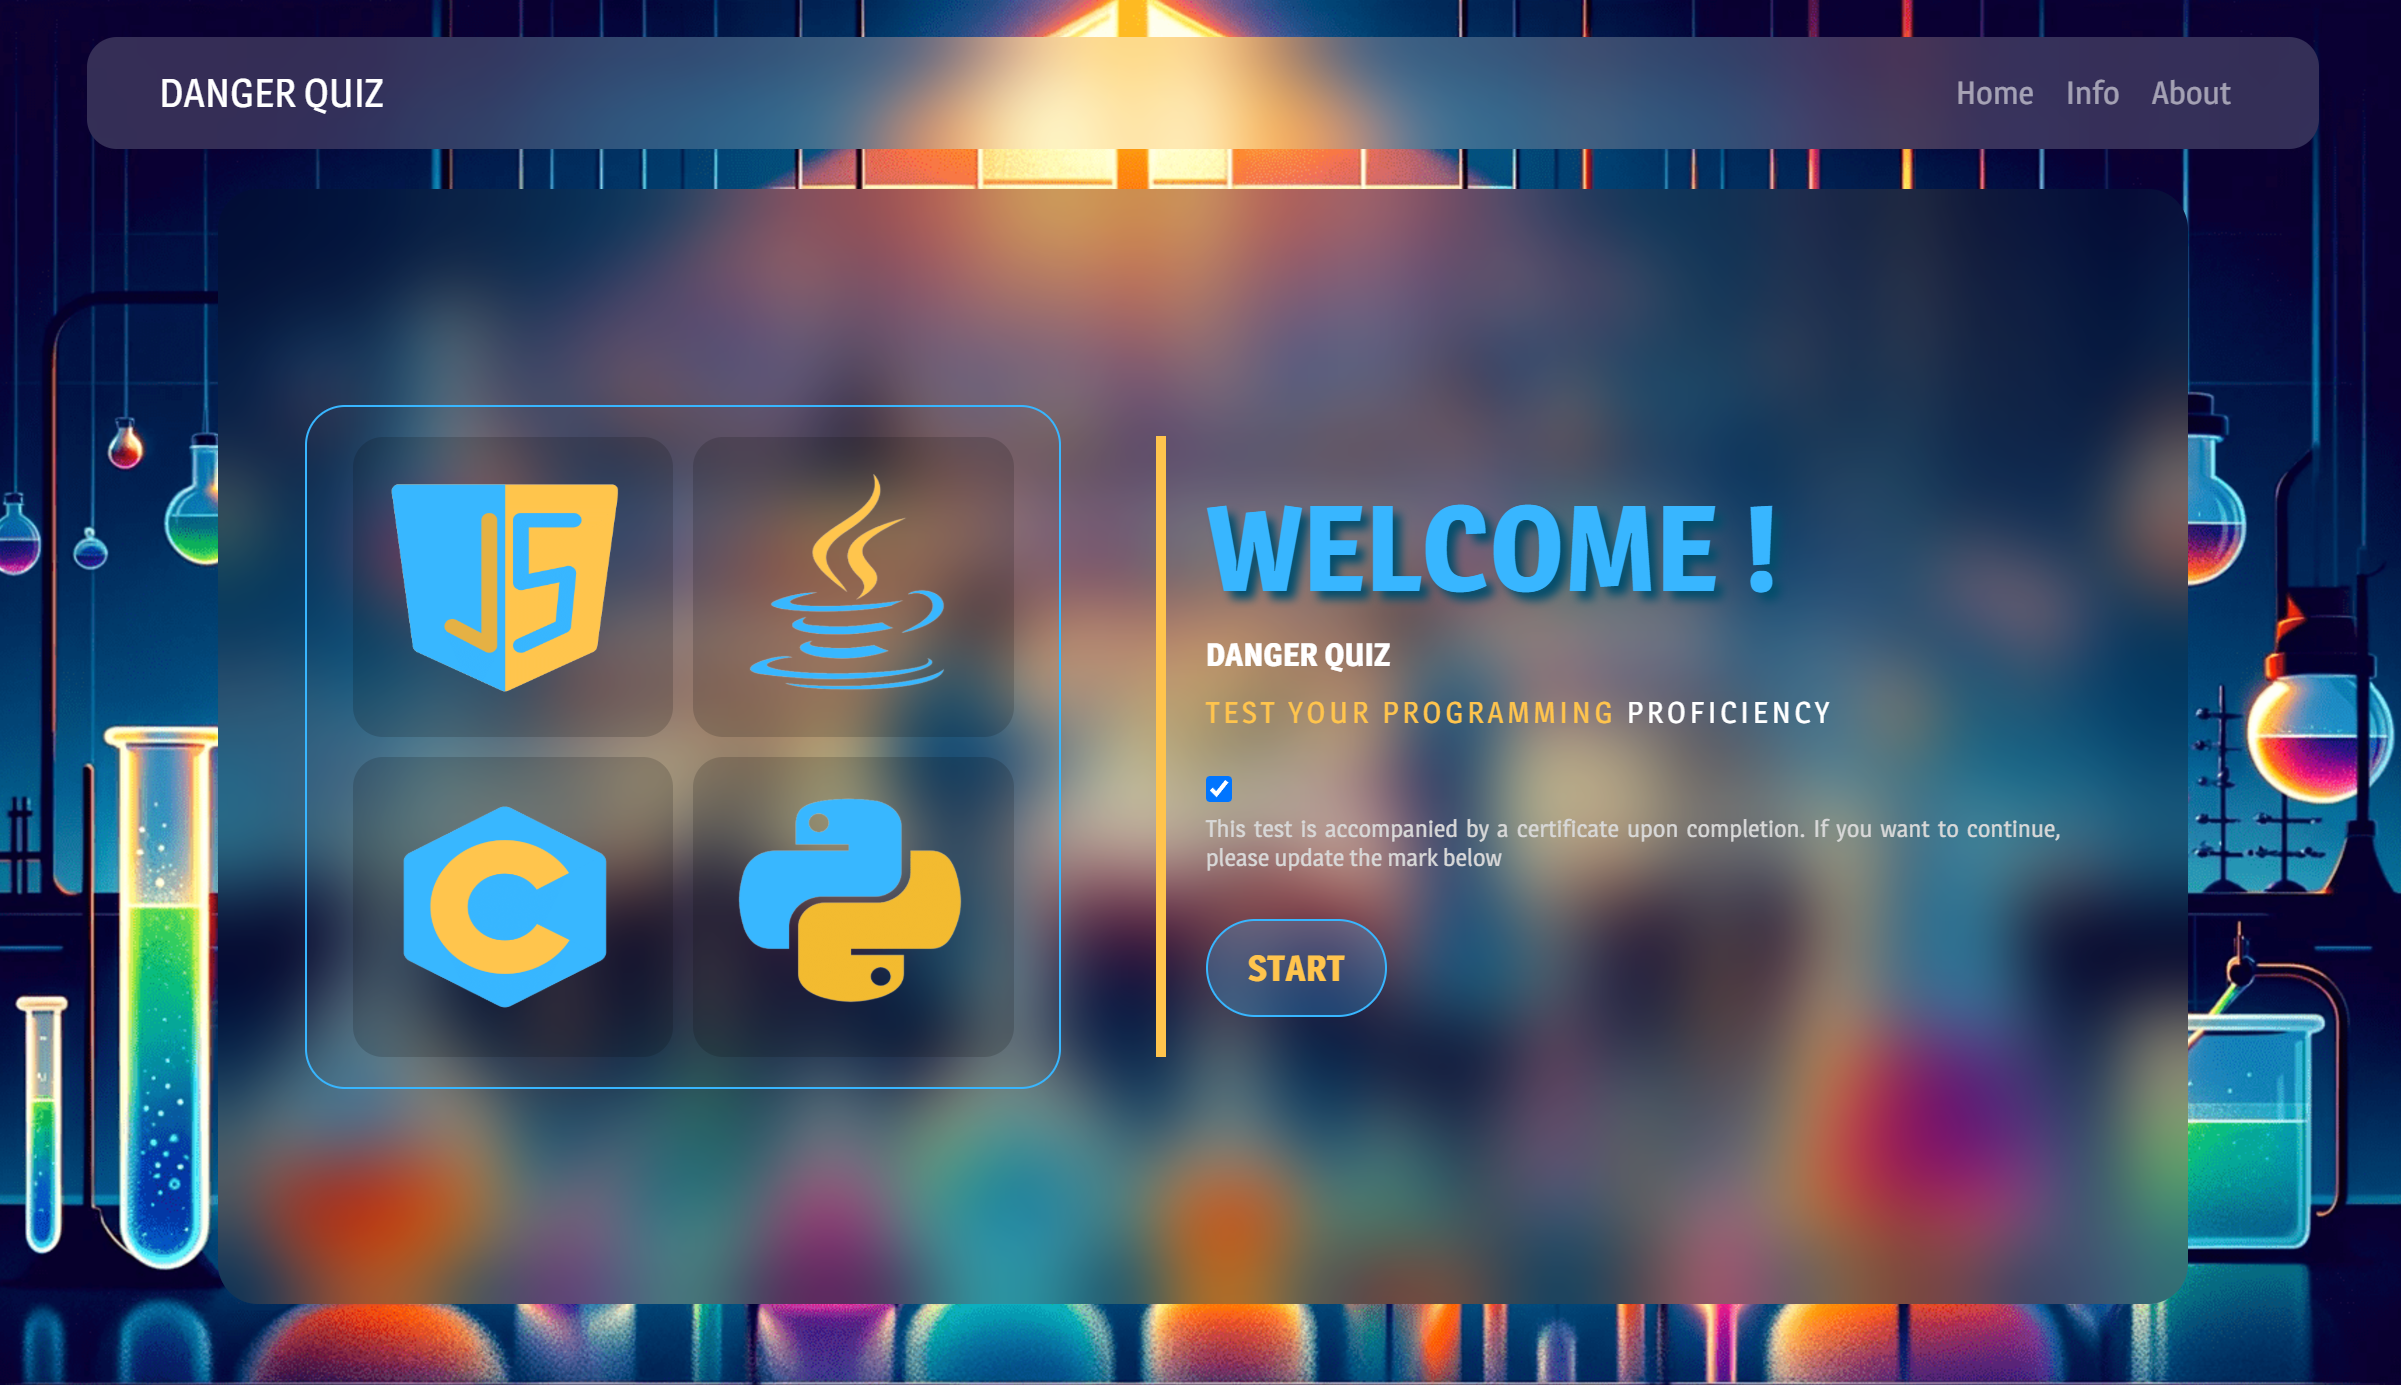 DANGER QUIZ
Home Info About
JS
C
WELCOME !
DANGER QUIZ
TEST YOUR PROGRAMMING PROFICIENCY
This test is accompanied by a certificate upon completion. If you want to continue,
please update the mark below
START